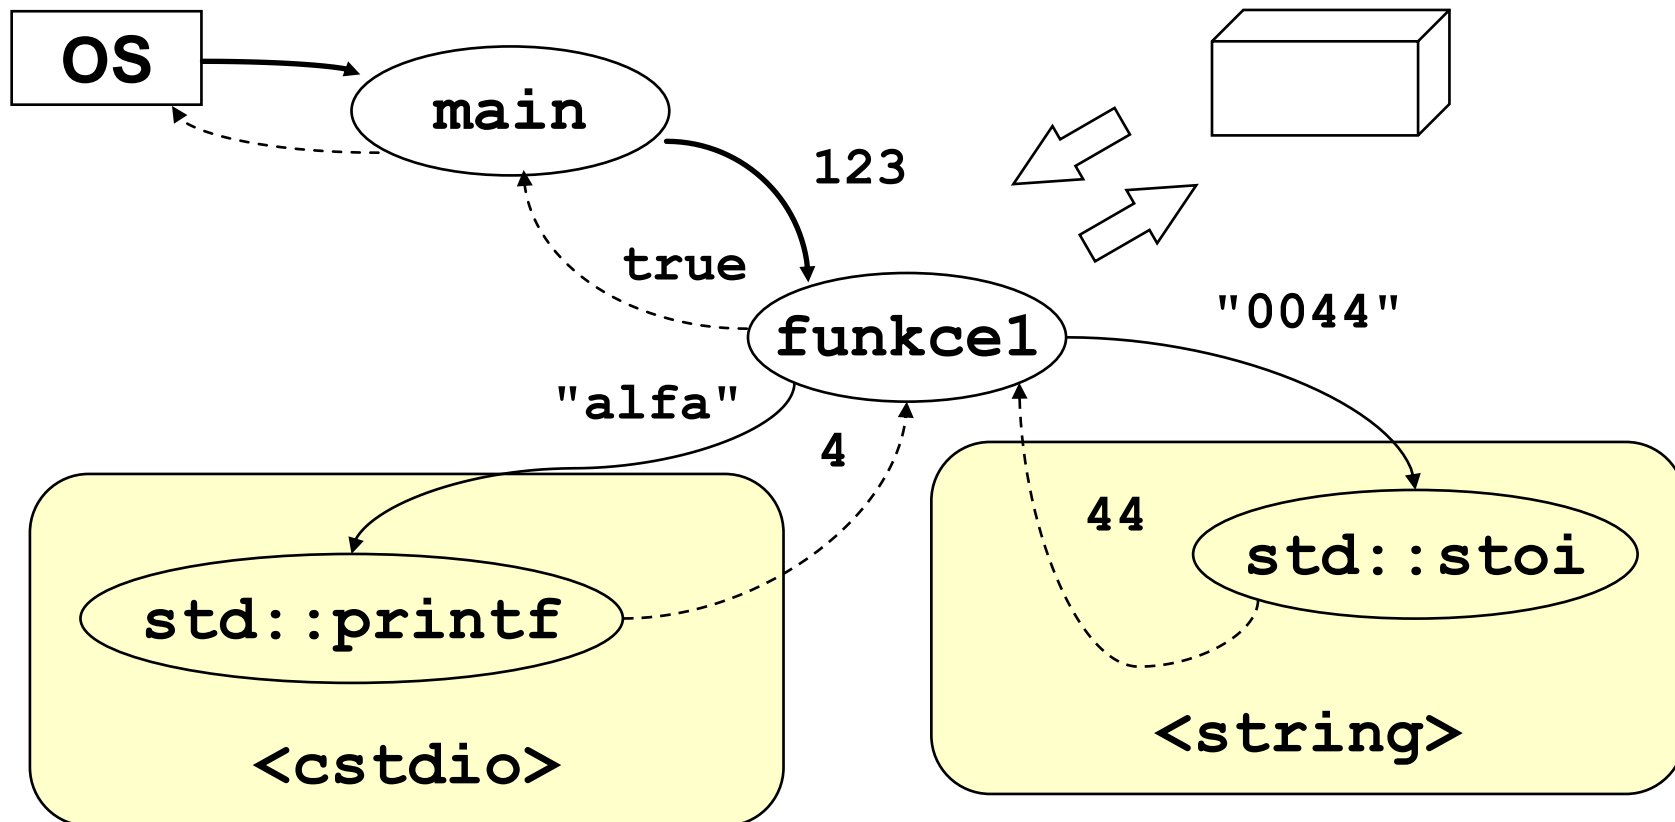 OS
main
123
true
funkce1
"0044"
"alfa"
4
44
std::stoi
std::printf
<string>
<cstdio>